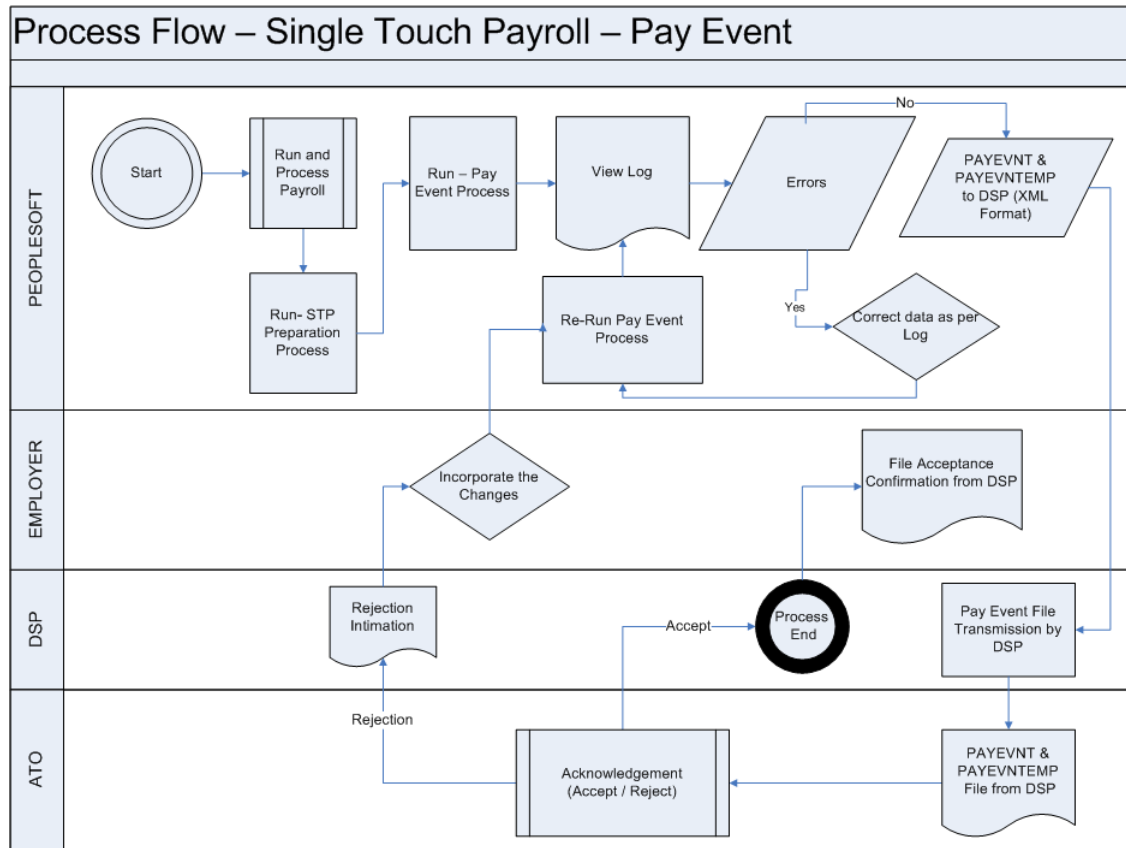 Process Flow – Single Touch Payroll – Pay Event
PEOPLESOFT
Start
Run and
Process
Payroll
Run – Pay
Event Process
View Log
Errors
No
PAYEVNT &
PAYEVNTEMP
to DSP (XML
Format)
Run- STP
Preparation
Process
Re-Run Pay Event
Process
Yes
Correct data as per
Log
EMPLOYER
Incorporate the
Changes
File Acceptance
Confirmation from DSP
DSP
Rejection
Intimation
Accept
Process
End
Pay Event File
Transmission by
DSP
ATO
Rejection
Acknowledgement
(Accept / Reject)
PAYEVNT &
PAYEVNTEMP
File from DSP